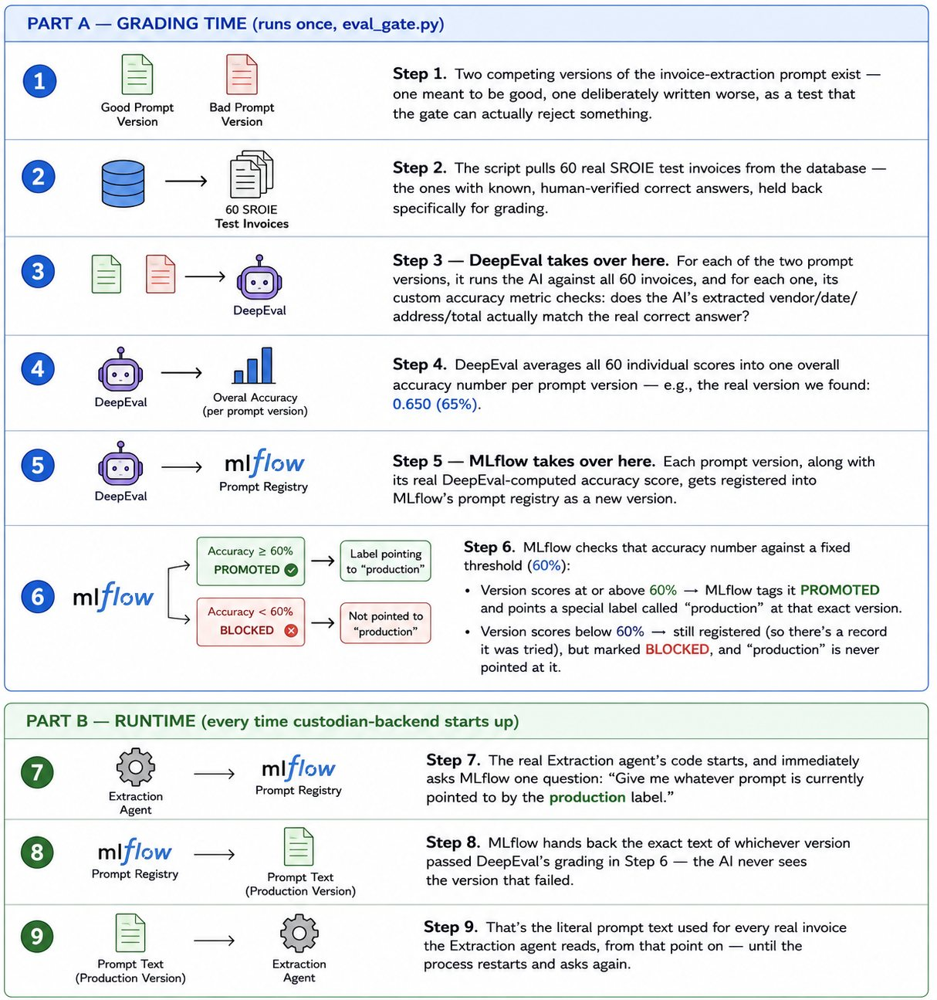 PART A — GRADING TIME (runs once, eval_gate.py)
1
Good Prompt
Version
Bad Prompt
Version
Step 1. Two competing versions of the invoice-extraction prompt exist —
one meant to be good, one deliberately written worse, as a test that
the gate can actually reject something.
2
60 SROIE
Test Invoices
Step 2. The script pulls 60 real SROIE test invoices from the database —
the ones with known, human-verified correct answers, held back
specifically for grading.
3
DeepEval
Step 3 — DeepEval takes over here. For each of the two prompt
versions, it runs the AI against all 60 invoices, and for each one, its
custom accuracy metric checks: does the AI's extracted vendor/date/
address/total actually match the real correct answer?
4
DeepEval
Overal Accuracy
(per prompt version)
Step 4. DeepEval averages all 60 individual scores into one overall
accuracy number per prompt version — e.g., the real version we found:
0.650 (65%).
5
DeepEval
mlflow
Prompt Registry
Step 5 — MLflow takes over here. Each prompt version, along with
its real DeepEval-computed accuracy score, gets registered into
MLflow's prompt registry as a new version.
6
mlflow
Accuracy ≥ 60%
PROMOTED
Label pointing
to "production"
Accuracy < 60%
BLOCKED
Not pointed to
"production"
Step 6. MLflow checks that accuracy number against a fixed
threshold (60%):
• Version scores at or above 60% → MLflow tags it PROMOTED
and points a special label called "production" at that exact version.
• Version scores below 60% → still registered (so there's a record
it was tried), but marked BLOCKED, and "production" is never
pointed at it.
PART B — RUNTIME (every time custodian-backend starts up)
7
Extraction
Agent
mlflow
Prompt Registry
Step 7. The real Extraction agent's code starts, and immediately
asks MLflow one question: "Give me whatever prompt is currently
pointed to by the production label."
8
mlflow
Prompt Registry
Prompt Text
(Production Version)
Step 8. MLflow hands back the exact text of whichever version
passed DeepEval's grading in Step 6 — the AI never sees
the version that failed.
9
Prompt Text
(Production Version)
Extraction
Agent
Step 9. That's the literal prompt text used for every real invoice
the Extraction agent reads, from that point on — until the
process restarts and asks again.